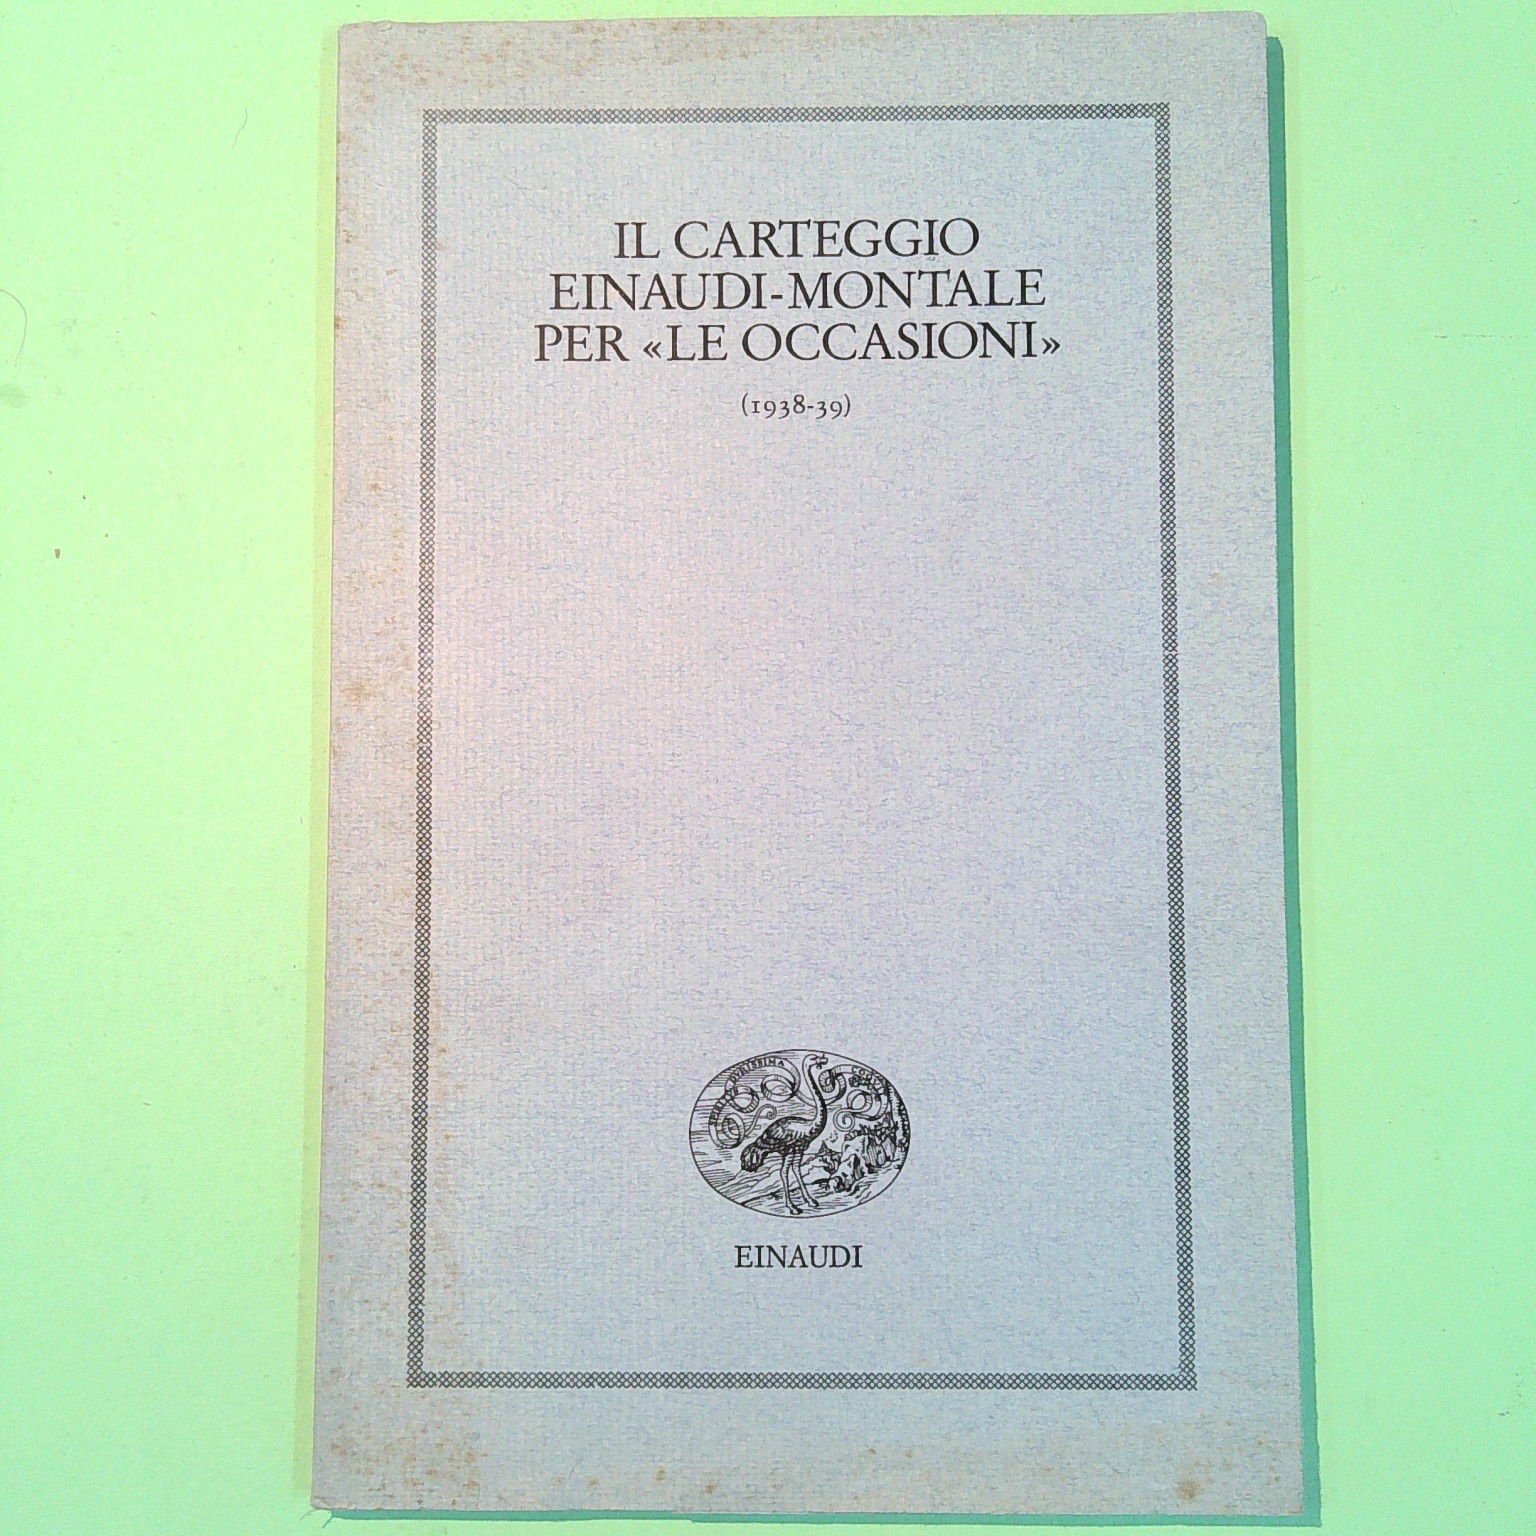 IL CARTEGGIO
EINAUDI-MONTALE
PER «LE OCCASIONI»
(1938-39)
EINAUDI